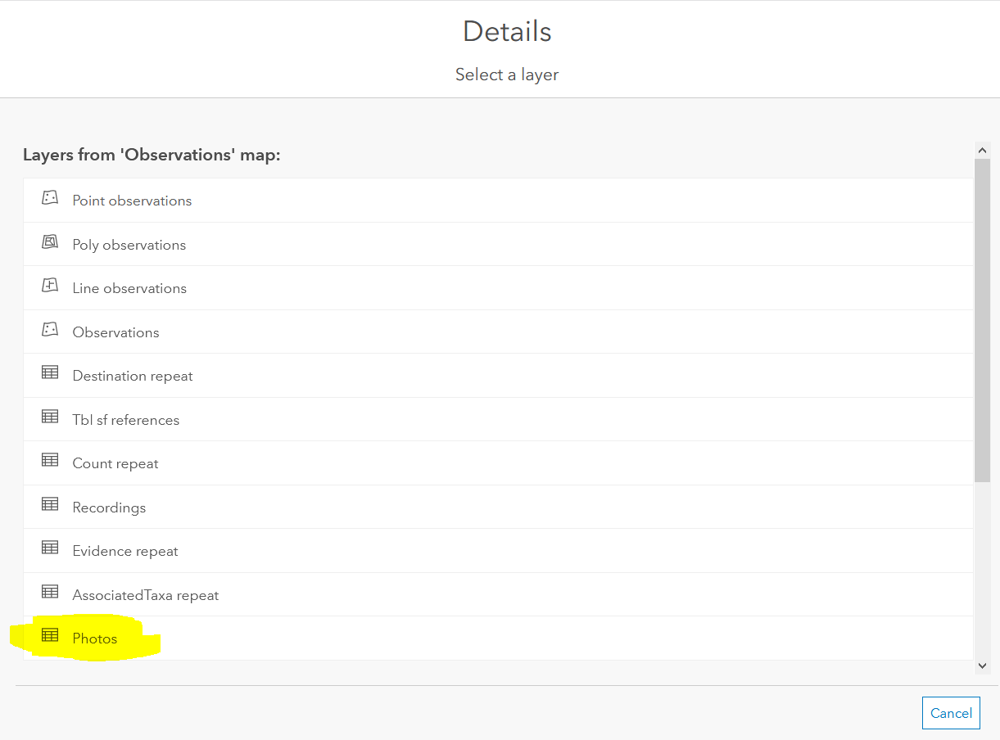 Details
Select a layer
Layers from 'Observations' map:
Point observations
Poly observations
Line observations
Observations
Destination repeat
Tbl sf references
Count repeat
Recordings
Evidence repeat
AssociatedTaxa repeat
Photos
Cancel